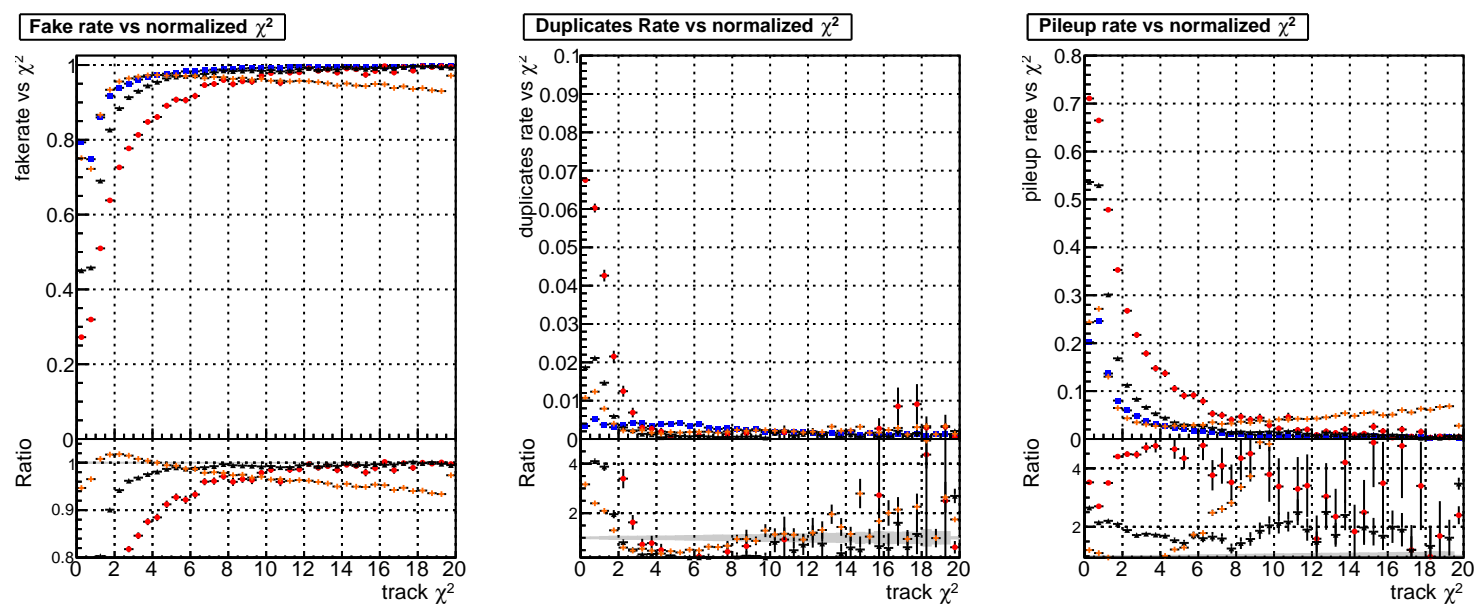 Fake rate vs normalized χ²
fakerate vs χ²
1
0.8
0.6
0.4
0.2
0
Ratio
1
0.9
0.8
0 2 4 6 8 10 12 14 16 18 20
track χ²
Duplicates Rate vs normalized χ²
duplicates rate vs χ²
0.1
0.09
0.08
0.07
0.06
0.05
0.04
0.03
0.02
0.01
0
Ratio
4
2
0 2 4 6 8 10 12 14 16 18 20
track χ²
Pileup rate vs normalized χ²
pileup rate vs χ²
0.8
0.7
0.6
0.5
0.4
0.3
0.2
0.1
0
Ratio
4
2
0 2 4 6 8 10 12 14 16 18 20
track χ²